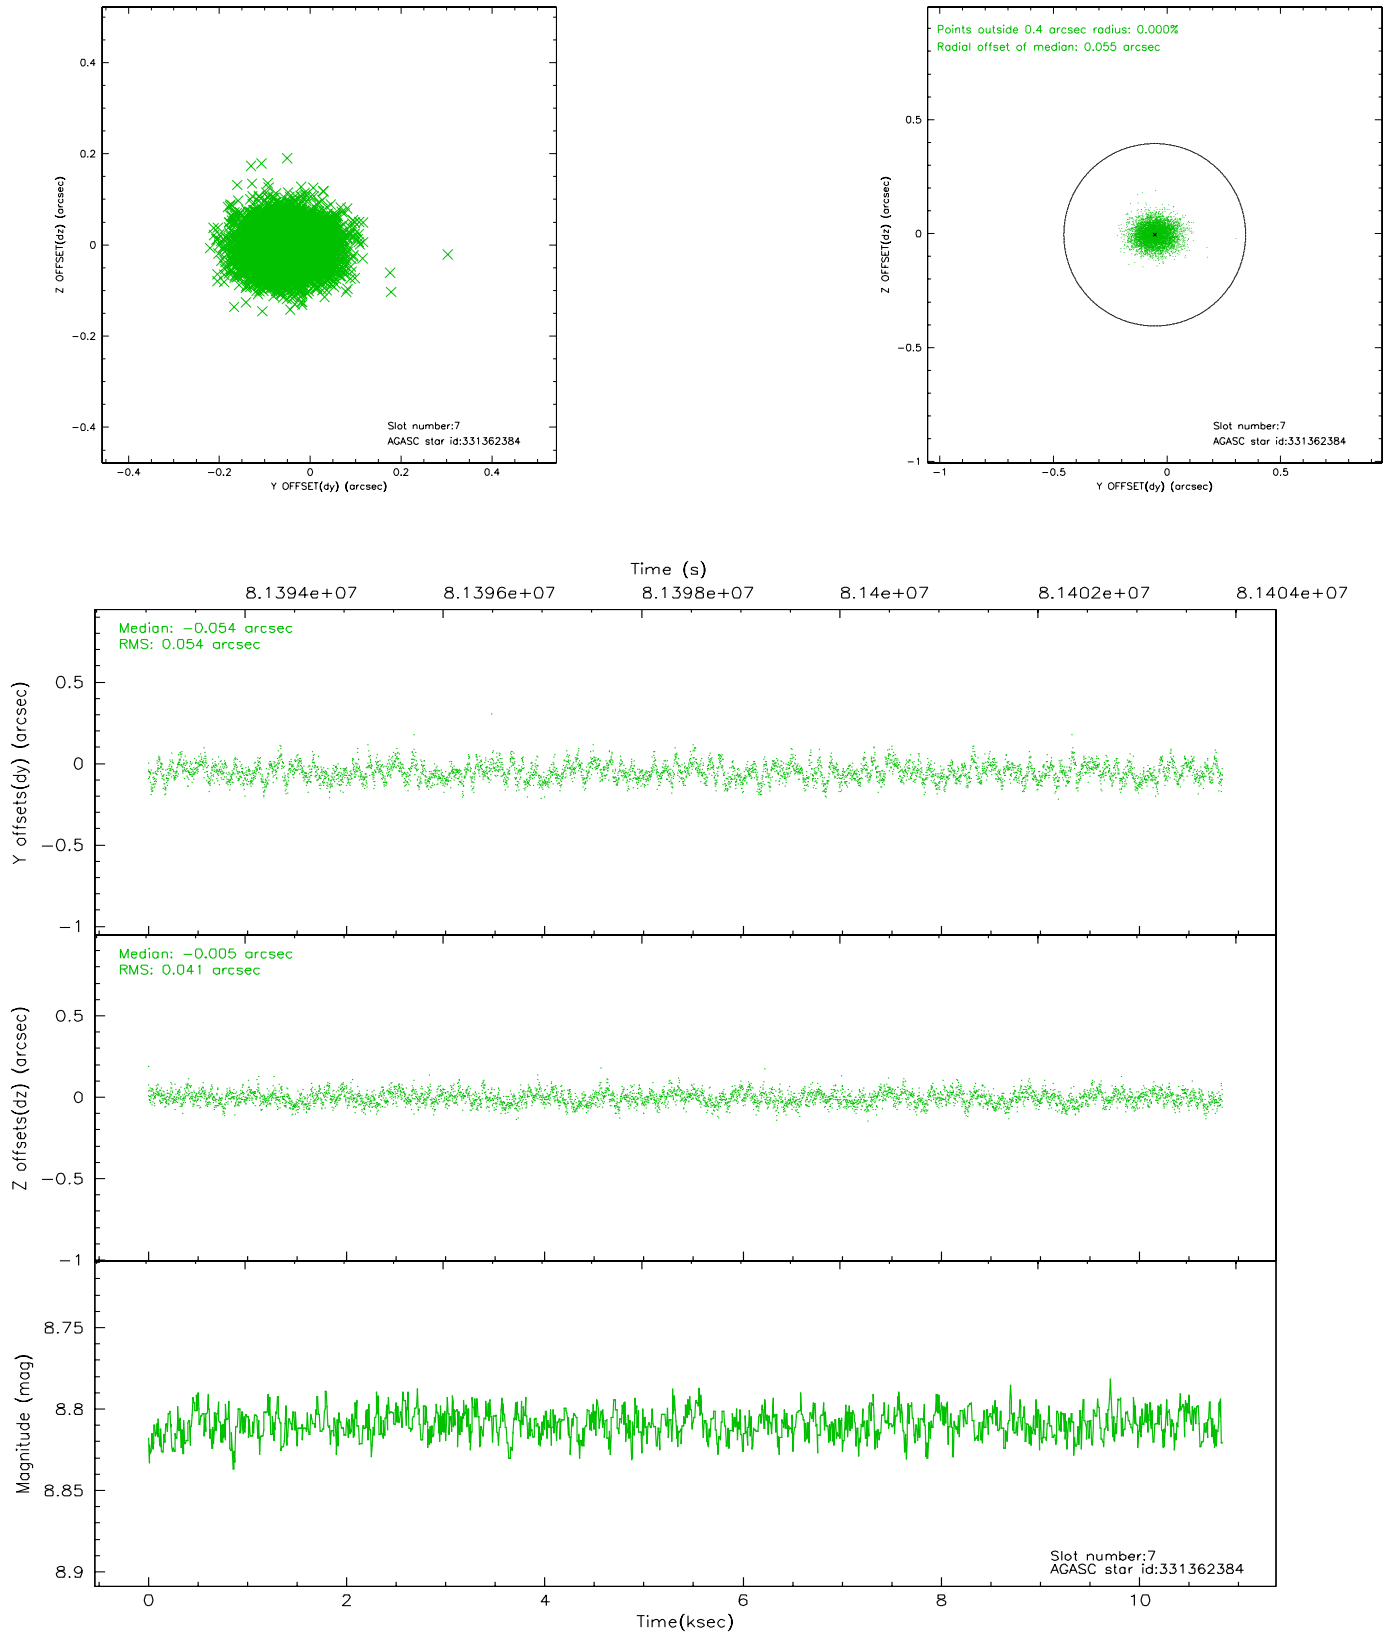 0.4
0.2
0
−0.2
−0.4
Z OFFSET(dz) (arcsec)
Slot number:7
AGASC star id:331362384
−0.4 −0.2 0 0.2 0.4
Y OFFSET(dy) (arcsec)
Points outside 0.4 arcsec radius: 0.000%
Radial offset of median: 0.055 arcsec
0.5
0
−0.5
−1
Z OFFSET(dz) (arcsec)
Slot number:7
AGASC star id:331362384
−1 −0.5 0 0.5
Y OFFSET(dy) (arcsec)
Time (s)
8.1394e+07 8.1396e+07 8.1398e+07 8.14e+07 8.1402e+07 8.1404e+07
Median: −0.054 arcsec
RMS: 0.054 arcsec
0.5
0
−0.5
−1
Y offsets(dy) (arcsec)
Median: −0.005 arcsec
RMS: 0.041 arcsec
0.5
0
−0.5
−1
Z offsets(dz) (arcsec)
8.75
8.8
8.85
8.9
Magnitude (mag)
Slot number:7
AGASC star id:331362384
0 2 4 6 8 10
Time(ksec)